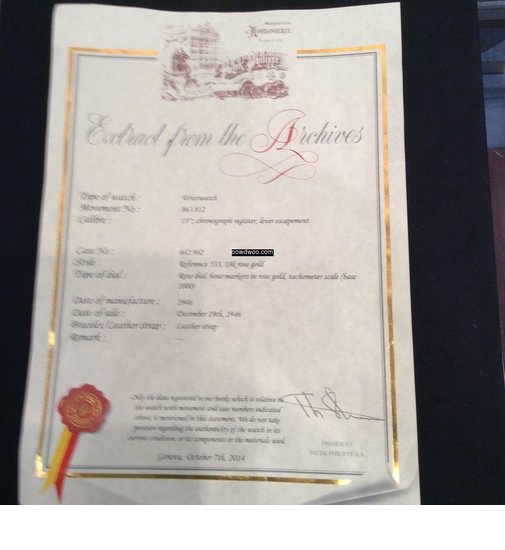 HORLOGERIE
Patek Philippe
Extract from the Archives
Type of watch : Wristwatch
Movement No : 863.832
Calibre : 13"', chronograph register, lever escapement
Case No : 642.962
powdwoo.com
Style : Reference 533, 18k rose gold
Type of dial : Rose dial, hour markers in rose gold, tachometer scale (base
1000)
Date of manufacture : 1946
Date of sale : December 19th, 1946
Bracelet/Leather strap : Leather strap
Remark : ---
Only the data registered in our books which is relative to
the watch with movement and case numbers indicated
above, is mentioned in this statement. We do not take
position regarding the authenticity of the watch in its
current condition, or its components or the materials used.
Geneva, October 7th, 2014
PRESIDENT
PATEK PHILIPPE S.A.